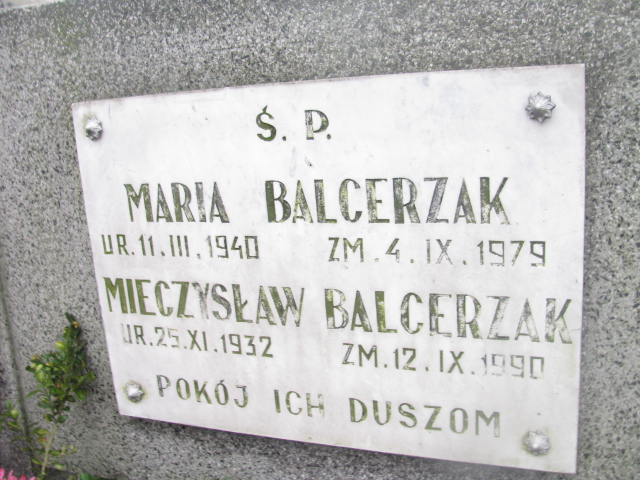 Ś. P.
MARIA BALCERZAK
UR. 11. III. 1940 ZM. 4. IX. 1979
MIECZYSŁAW BALCERZAK
UR. 25. XI. 1932 ZM. 12. IX. 1990
POKÓJ ICH DUSZOM